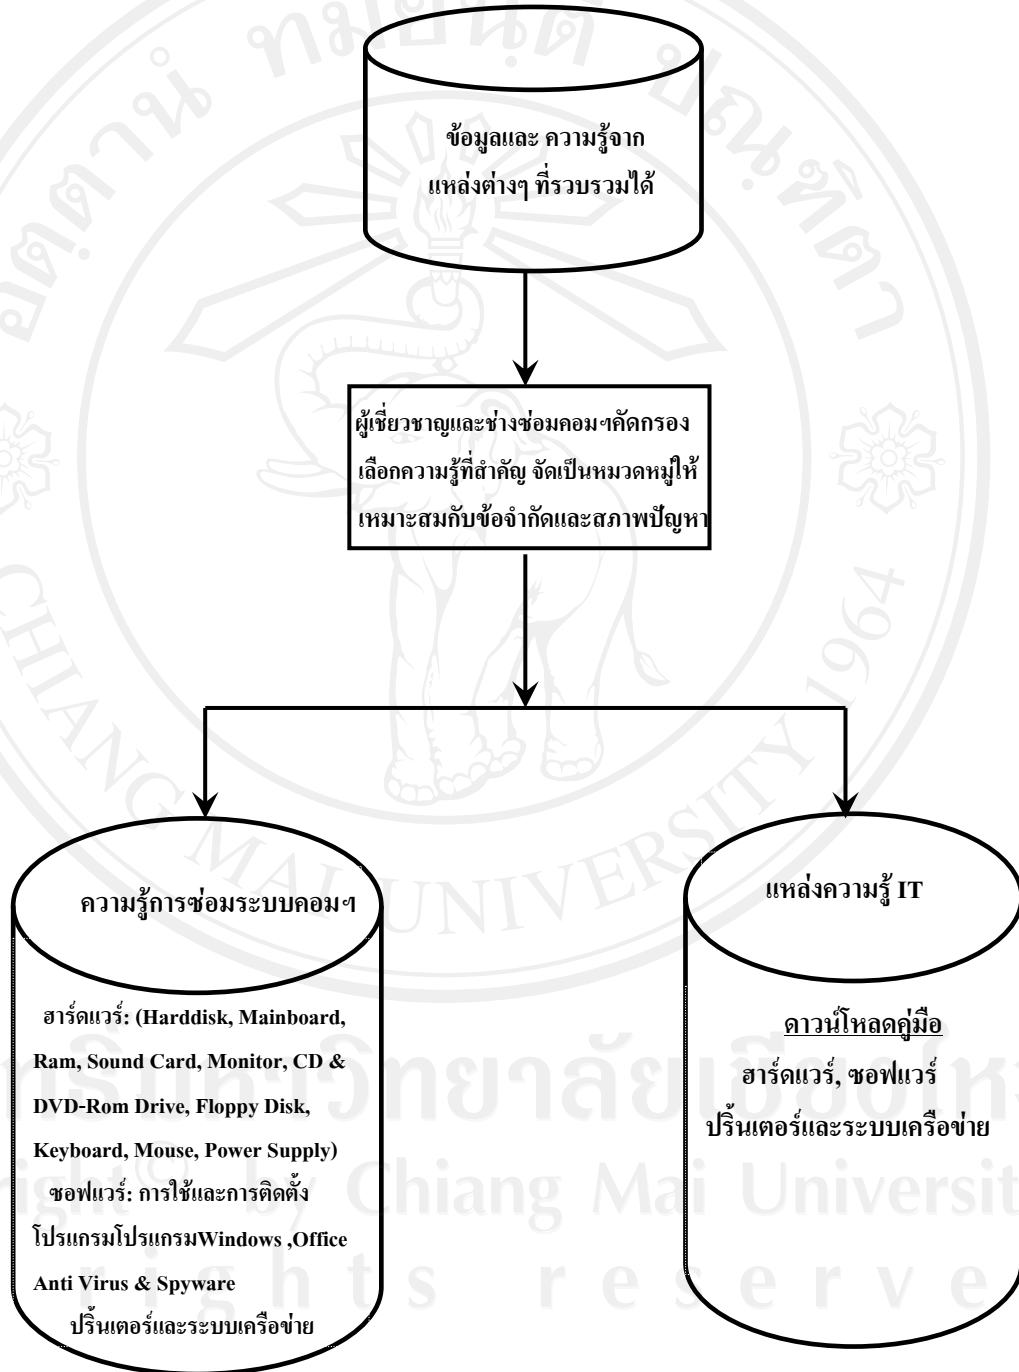 ข้อมูลและ ความรู้จาก
แหล่งต่างๆ ที่รวบรวมได้
ผู้เชี่ยวชาญและช่างซ่อมคอมฯคัดกรอง
เลือกความรู้ที่สำคัญ จัดเป็นหมวดหมู่ให้
เหมาะสมกับข้อจำกัดและสภาพปัญหา
ความรู้การซ่อมระบบคอมฯ
ฮาร์ดแวร์: (Harddisk, Mainboard,
Ram, Sound Card, Monitor, CD &
DVD-Rom Drive, Floppy Disk,
Keyboard, Mouse, Power Supply)
ซอฟแวร์: การใช้และการติดตั้ง
โปรแกรมโปรแกรมWindows ,Office
Anti Virus & Spyware
ปริ้นเตอร์และระบบเครือข่าย
แหล่งความรู้ IT
ดาวน์โหลดคู่มือ
ฮาร์ดแวร์, ซอฟแวร์
ปริ้นเตอร์และระบบเครือข่าย
CHIANG MAI UNIVERSITY 1964
© by Chiang Mai
rights